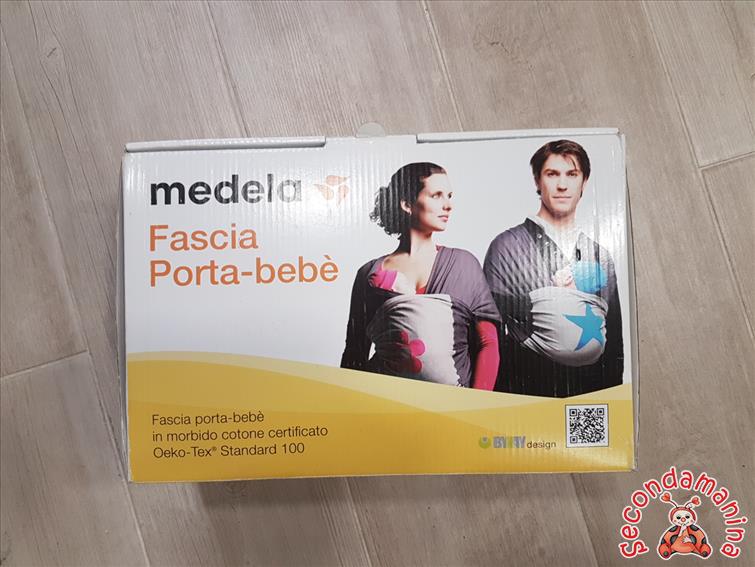 medela
Fascia
Porta-bebè
Fascia porta-bebè
in morbido cotone certificato
Oeko-Tex® Standard 100
design
Secondamanina